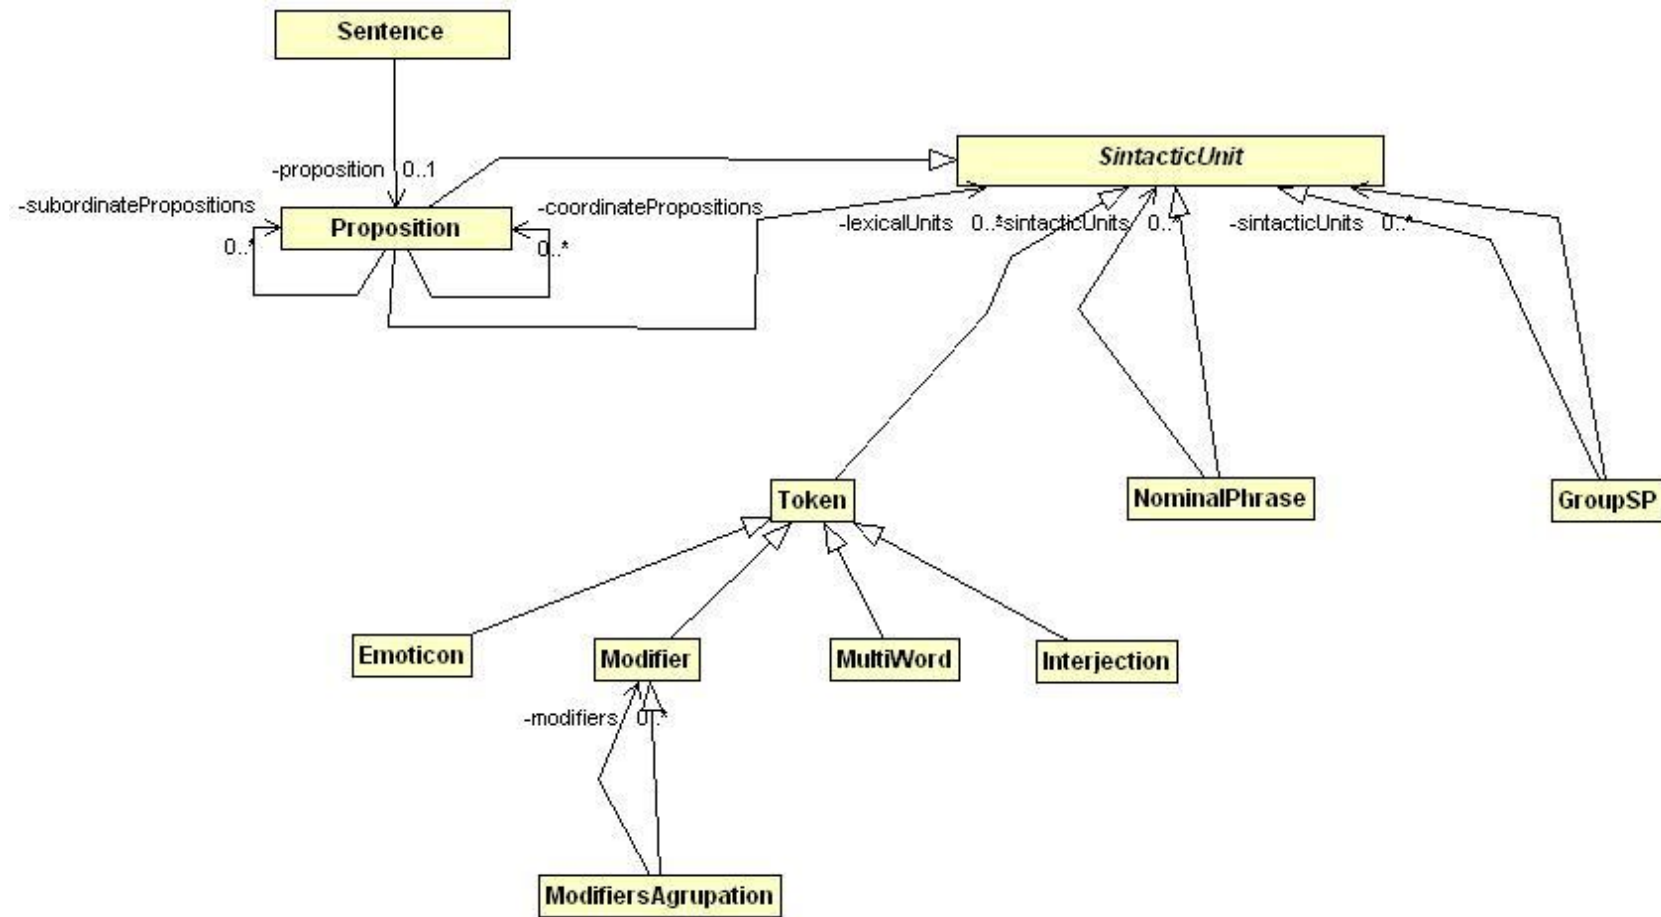 Sentence
SintacticUnit
-proposition 0..1
-subordinatePropositions
-coordinatePropositions
Proposition
0..*
0..*
-lexicalUnits 0..*
-sintacticUnits 0..*
-sintacticUnits 0..*
Token
NominalPhrase
GroupSP
Emoticon
Modifier
MultiWord
Interjection
-modifiers 0..*
ModifiersAgrupation